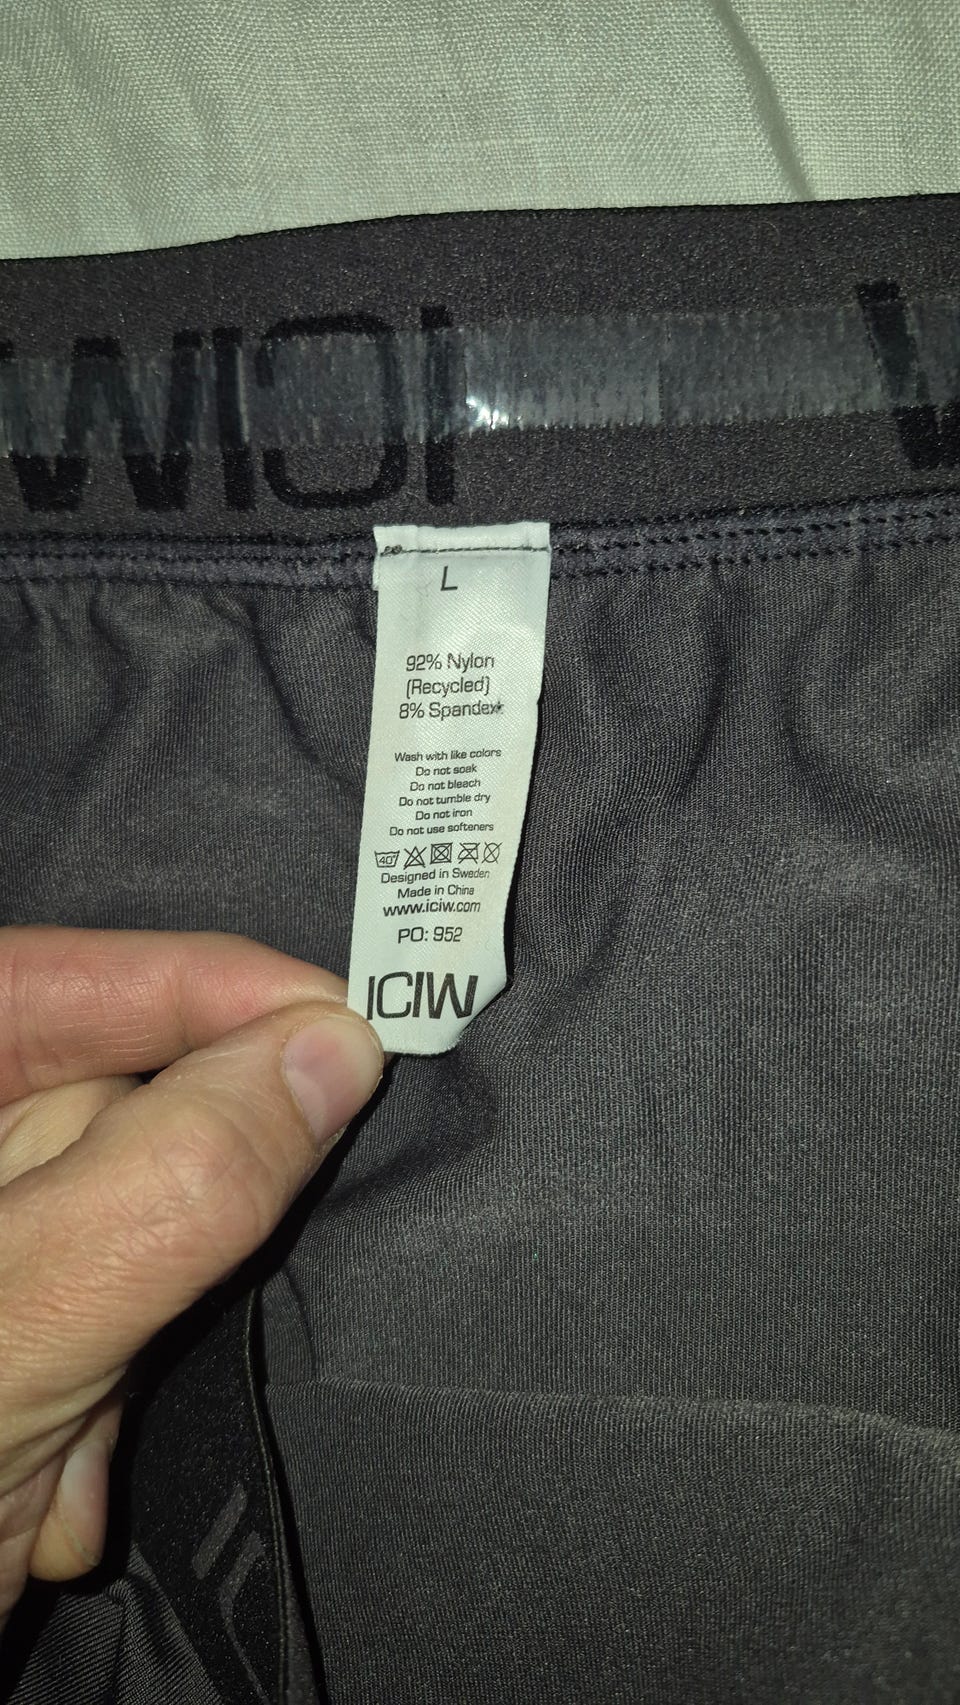 ICIW
L
92% Nylon
(Recycled)
8% Spandex
Wash with like colors
Do not soak
Do not bleach
Do not tumble dry
Do not iron
Do not use softeners
40°
Designed in Sweden
Made in China
www.iciw.com
PO: 952
ICIW